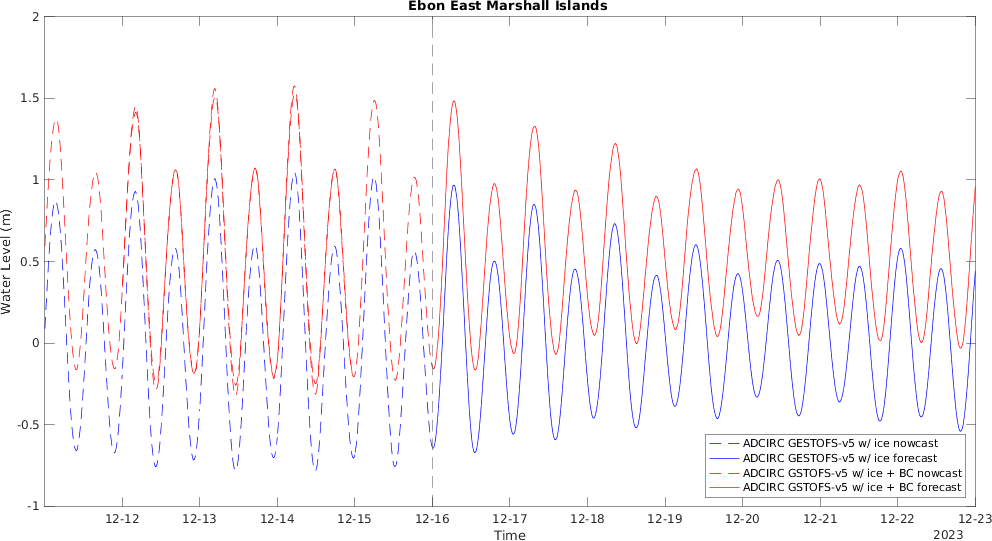 Ebon East Marshall Islands
2
1.5
1
0.5
0
-0.5
-1
Water Level (m)
ADCIRC GESTOFS-v5 w/ ice nowcast
ADCIRC GESTOFS-v5 w/ ice forecast
ADCIRC GSTOFS-v5 w/ ice + BC nowcast
ADCIRC GSTOFS-v5 w/ ice + BC forecast
12-12 12-13 12-14 12-15 12-16 12-17 12-18 12-19 12-20 12-21 12-22 12-23
Time
2023